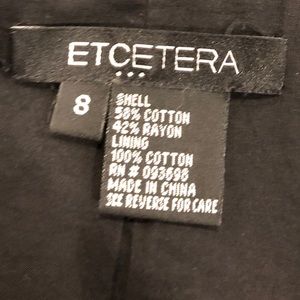 ETCETERA
8
SHELL
58% COTTON
42% RAYON
LINING
100% COTTON
RN # 093698
MADE IN CHINA
SEE REVERSE FOR CARE